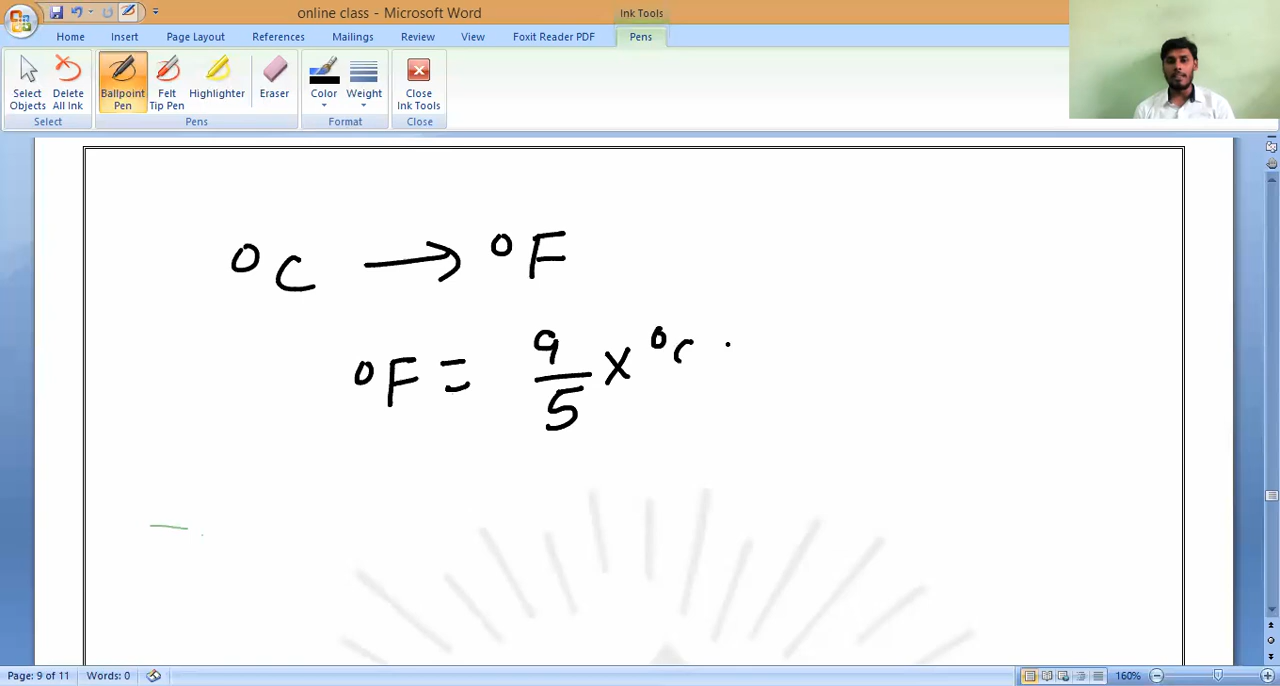 online class - Microsoft Word
Ink Tools
Home Insert Page Layout References Mailings Review View Foxit Reader PDF Pens
Select Objects Delete All Ink Ballpoint Pen Felt Tip Pen Highlighter Eraser Color Weight Close Ink Tools
Select Pens Format Close
°C → °F
°F = 9/5 x °C
Page: 9 of 11 Words: 0 160%